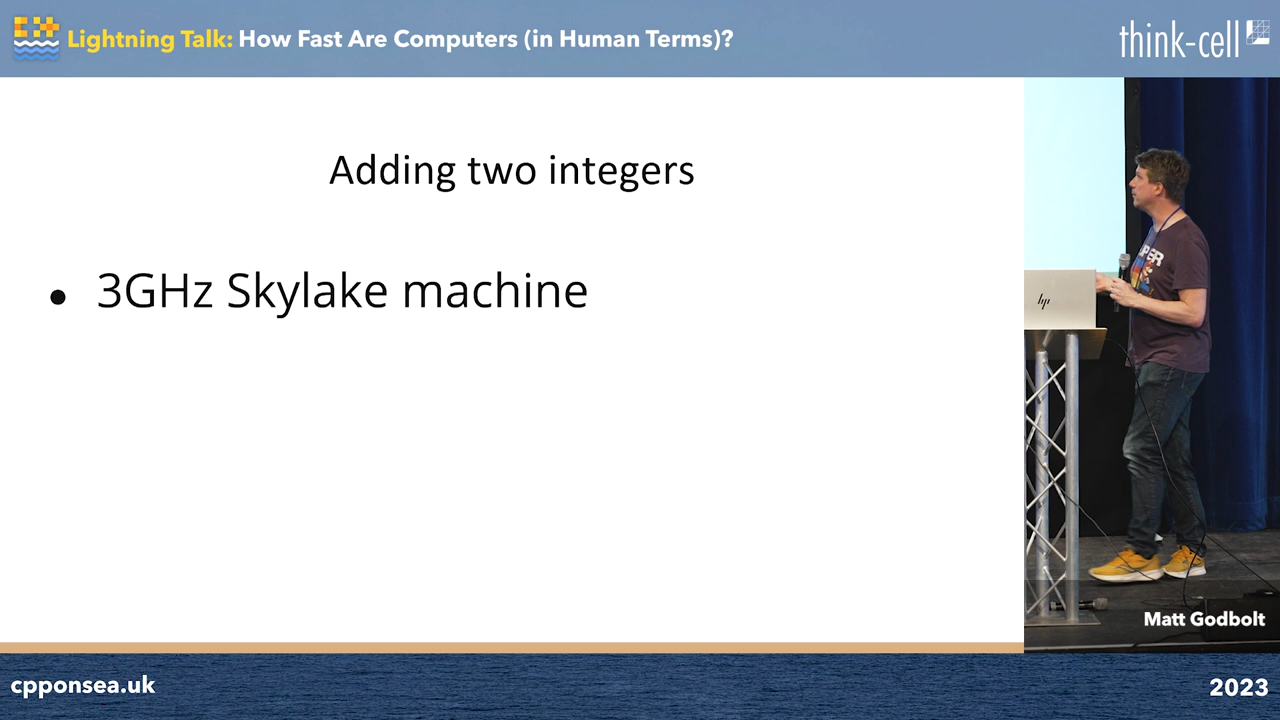 Lightning Talk: How Fast Are Computers (in Human Terms)?
think-cell
Adding two integers
• 3GHz Skylake machine
hp
Matt Godbolt
cpponsea.uk
2023